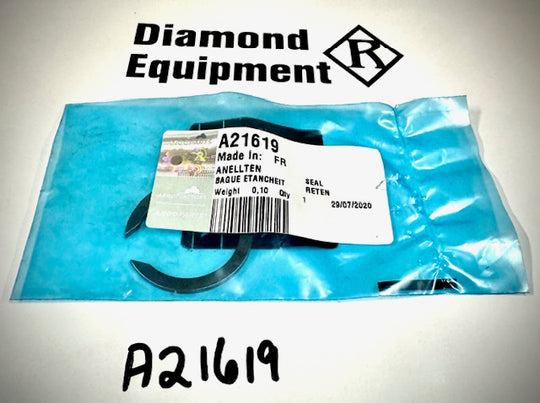 Diamond
Equipment
R
A21619
Made In: FR
ANELLTEN
BAGUE ETANCHEIT SEAL
RETEN
Weight 0,10 Qty 1 29/07/2020
A21619